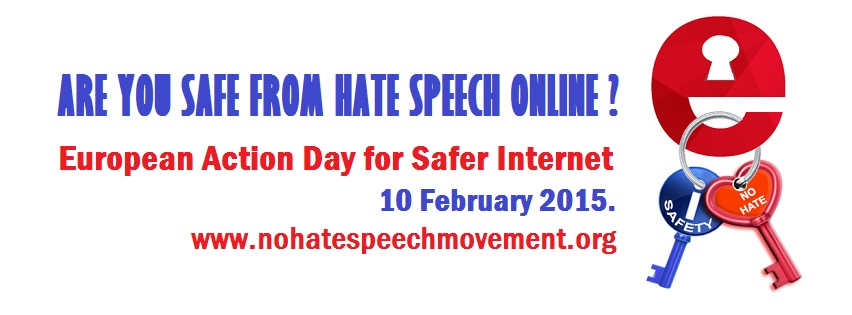 ARE YOU SAFE FROM HATE SPEECH ONLINE ?
European Action Day for Safer Internet
10 February 2015.
www.nohatespeechmovement.org
e
I
SAFETY
NO
HATE